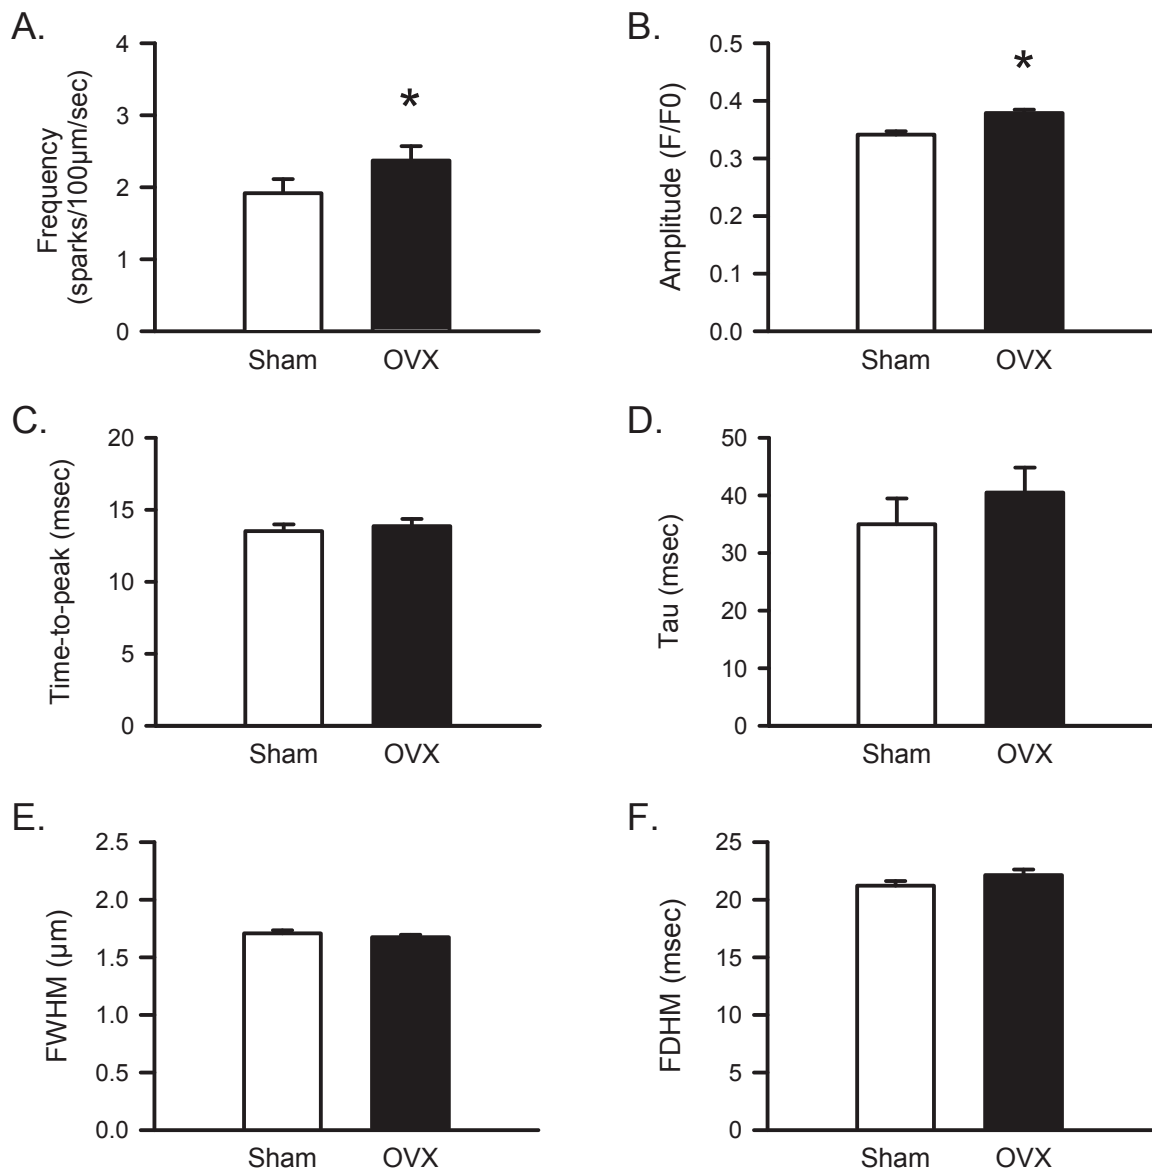 A.
Frequency
(sparks/100μm/sec)
4
3
2
1
0
*
Sham OVX
B.
Amplitude (F/F0)
0.5
0.4
0.3
0.2
0.1
0.0
*
Sham OVX
C.
Time-to-peak (msec)
20
15
10
5
0
Sham OVX
D.
Tau (msec)
50
40
30
20
10
0
Sham OVX
E.
FWHM (μm)
2.5
2.0
1.5
1.0
0.5
0.0
Sham OVX
F.
FDHM (msec)
25
20
15
10
5
0
Sham OVX